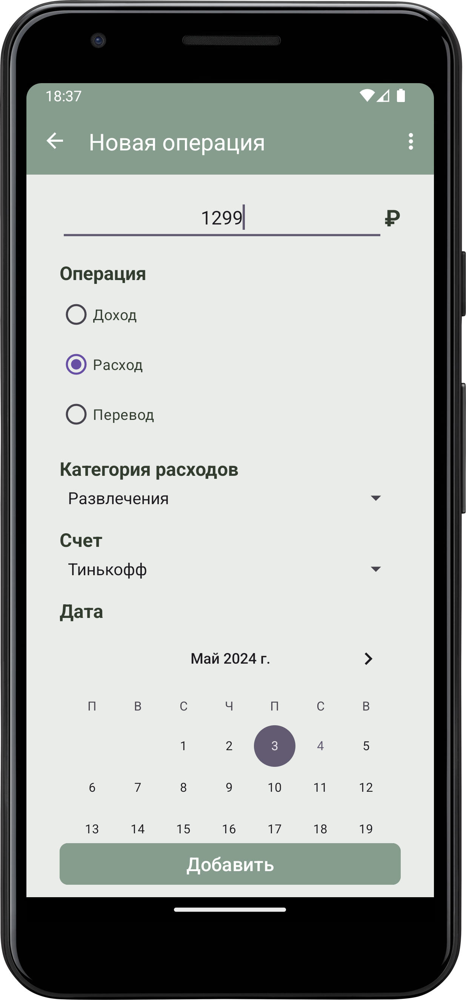 18:37
Новая операция
1299 ₽
Операция
Доход
Расход
Перевод
Категория расходов
Развлечения
Счет
Тинькофф
Дата
Май 2024 г.
П В С Ч П С В
1 2 3 4 5
6 7 8 9 10 11 12
13 14 15 16 17 18 19
Добавить